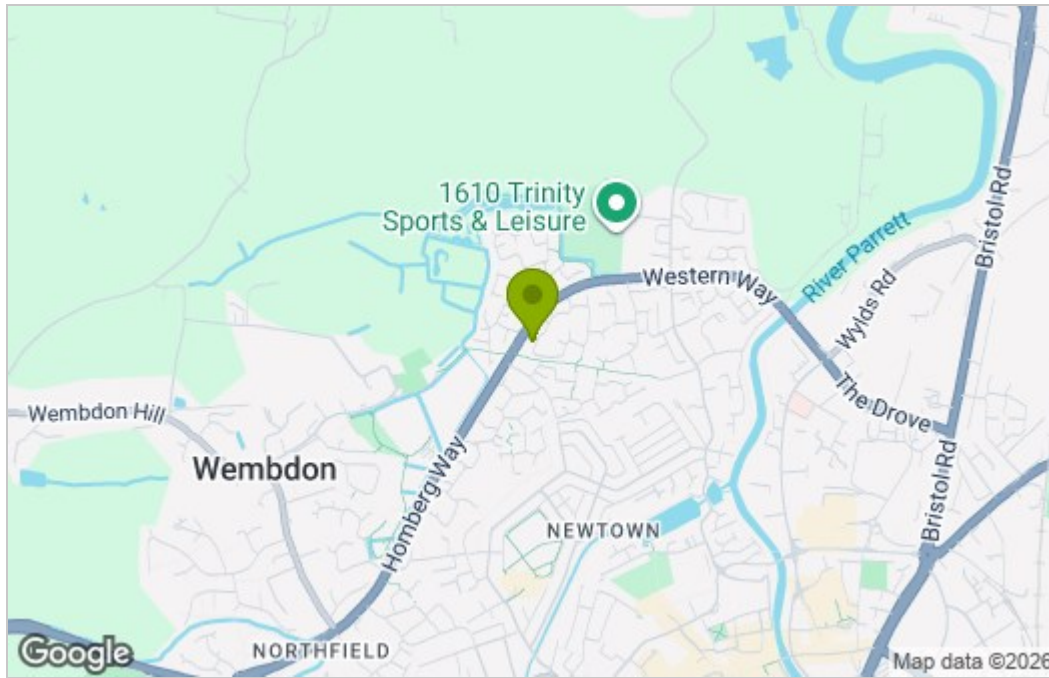 1610 Trinity
Sports & Leisure
Western Way
River Parrett
Wylds Rd
Bristol Rd
The Drove
Wembdon Hill
Wembdon
Homberg Way
NEWTOWN
Bristol Rd
NORTHFIELD
Google
Map data ©2026